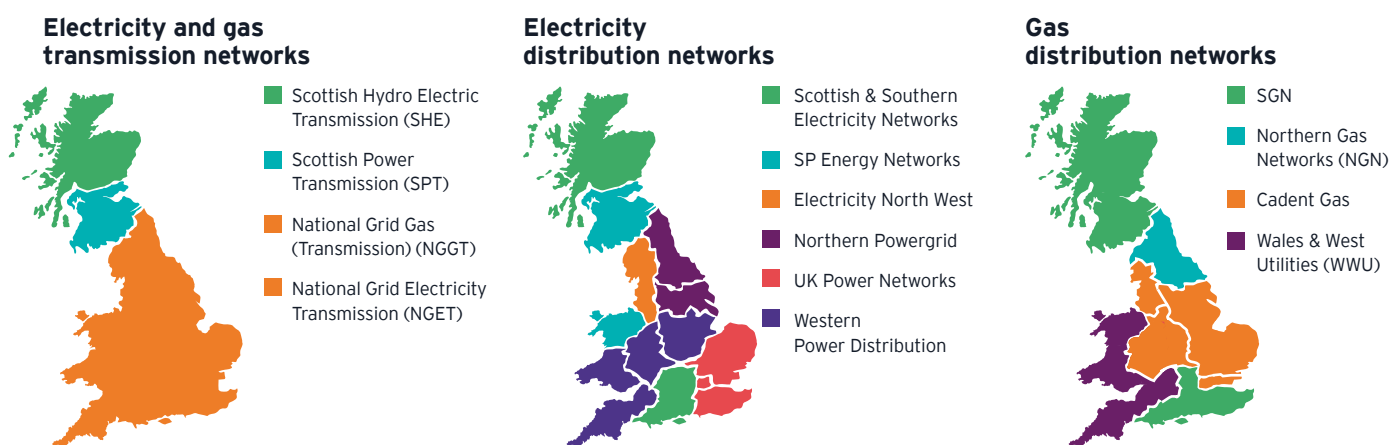 Electricity and gas
transmission networks
Scottish Hydro Electric
Transmission (SHE)
Scottish Power
Transmission (SPT)
National Grid Gas
(Transmission) (NGGT)
National Grid Electricity
Transmission (NGET)
Electricity
distribution networks
Scottish & Southern
Electricity Networks
SP Energy Networks
Electricity North West
Northern Powergrid
UK Power Networks
Western
Power Distribution
Gas
distribution networks
SGN
Northern Gas
Networks (NGN)
Cadent Gas
Wales & West
Utilities (WWU)